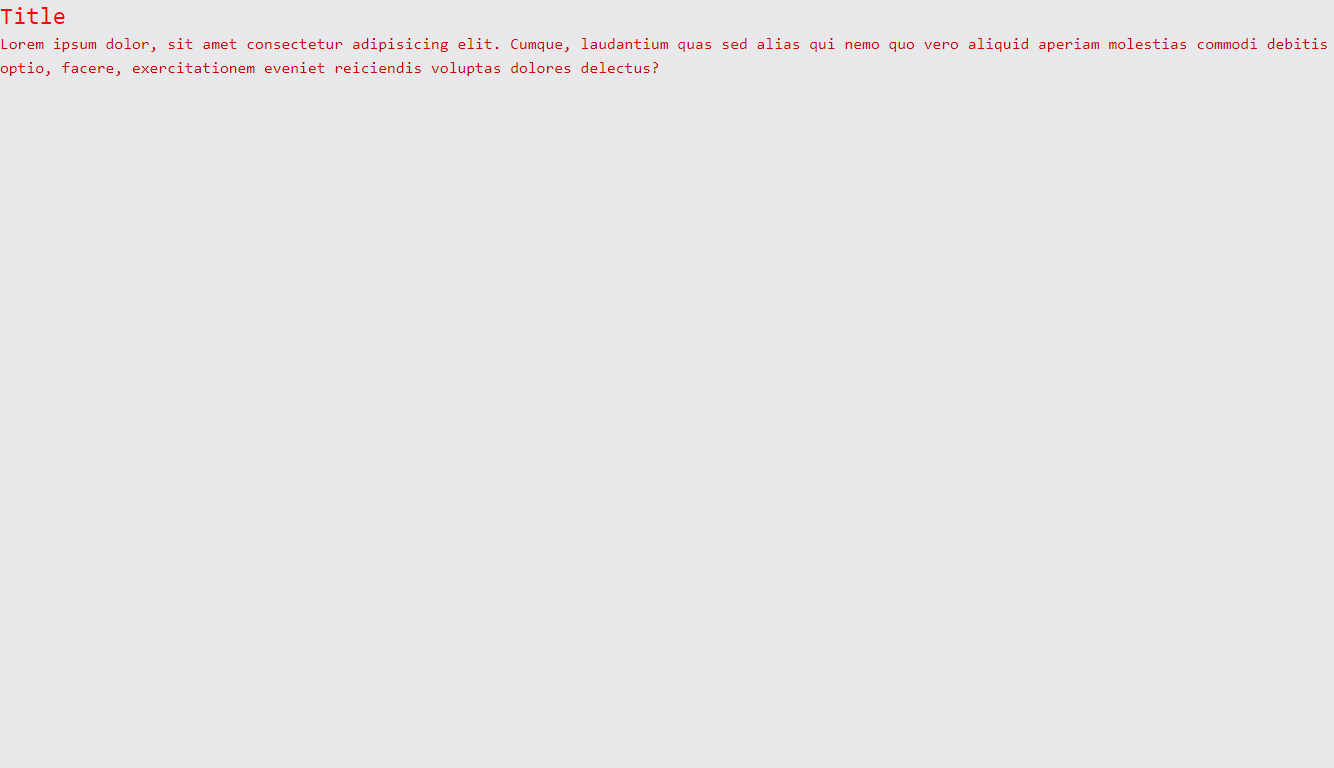 Title
Lorem ipsum dolor, sit amet consectetur adipisicing elit. Cumque, laudantium quas sed alias qui nemo quo vero aliquid aperiam molestias commodi debitis
optio, facere, exercitationem eveniet reiciendis voluptas dolores delectus?